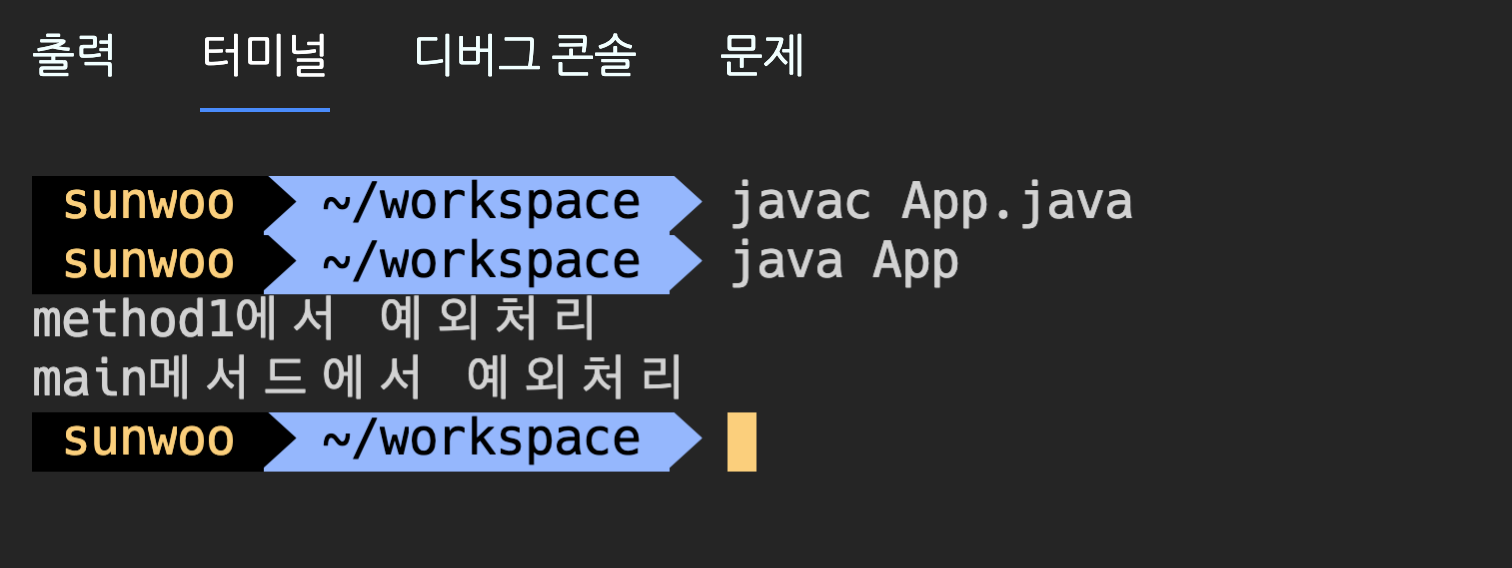 출력 터미널 디버그 콘솔 문제
sunwoo ~/workspace javac App.java
sunwoo ~/workspace java App
method1에서 예외처리
main메서드에서 예외처리
sunwoo ~/workspace